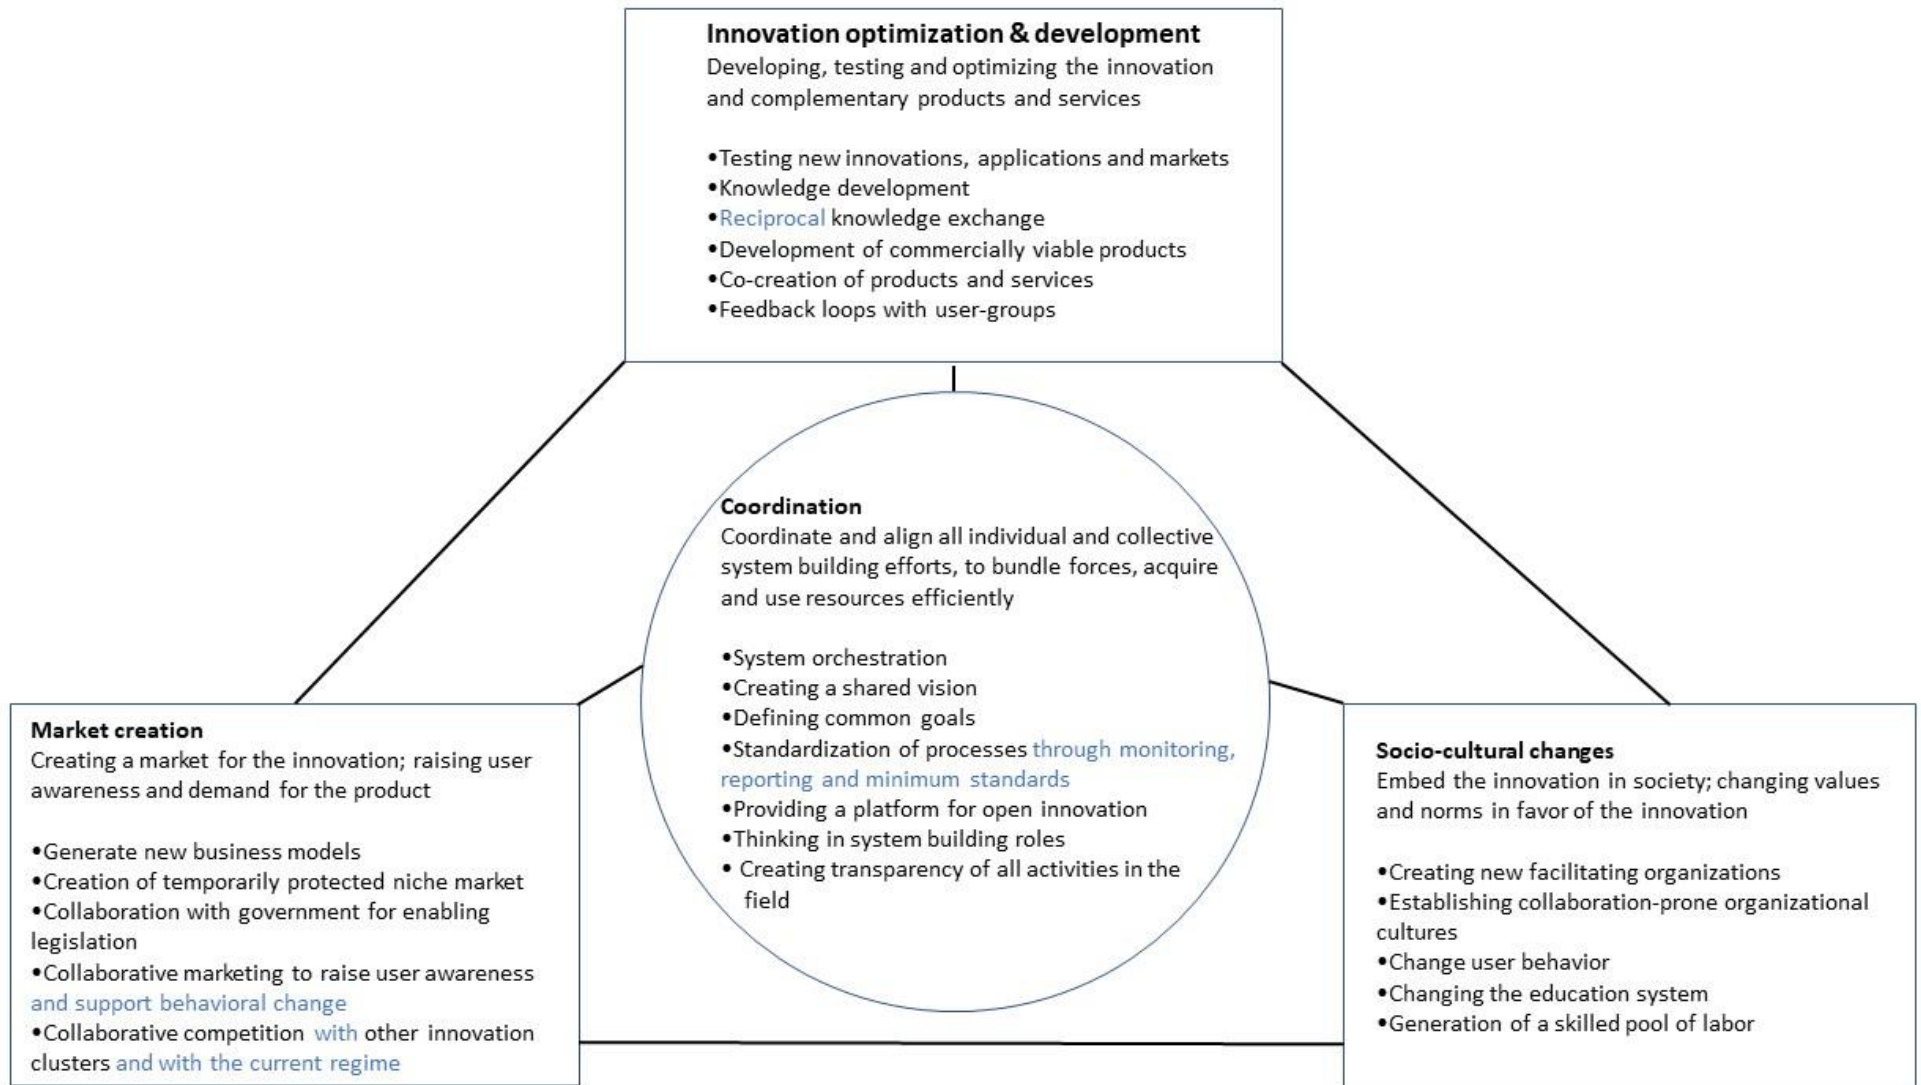 Innovation optimization & development
Developing, testing and optimizing the innovation
and complementary products and services
•Testing new innovations, applications and markets
•Knowledge development
•Reciprocal knowledge exchange
•Development of commercially viable products
•Co-creation of products and services
•Feedback loops with user-groups
Coordination
Coordinate and align all individual and collective
system building efforts, to bundle forces, acquire
and use resources efficiently
•System orchestration
•Creating a shared vision
•Defining common goals
•Standardization of processes through monitoring,
reporting and minimum standards
•Providing a platform for open innovation
•Thinking in system building roles
• Creating transparency of all activities in the
field
Market creation
Creating a market for the innovation; raising user
awareness and demand for the product
•Generate new business models
•Creation of temporarily protected niche market
•Collaboration with government for enabling
legislation
•Collaborative marketing to raise user awareness
and support behavioral change
•Collaborative competition with other innovation
clusters and with the current regime
Socio-cultural changes
Embed the innovation in society; changing values
and norms in favor of the innovation
•Creating new facilitating organizations
•Establishing collaboration-prone organizational
cultures
•Change user behavior
•Changing the education system
•Generation of a skilled pool of labor